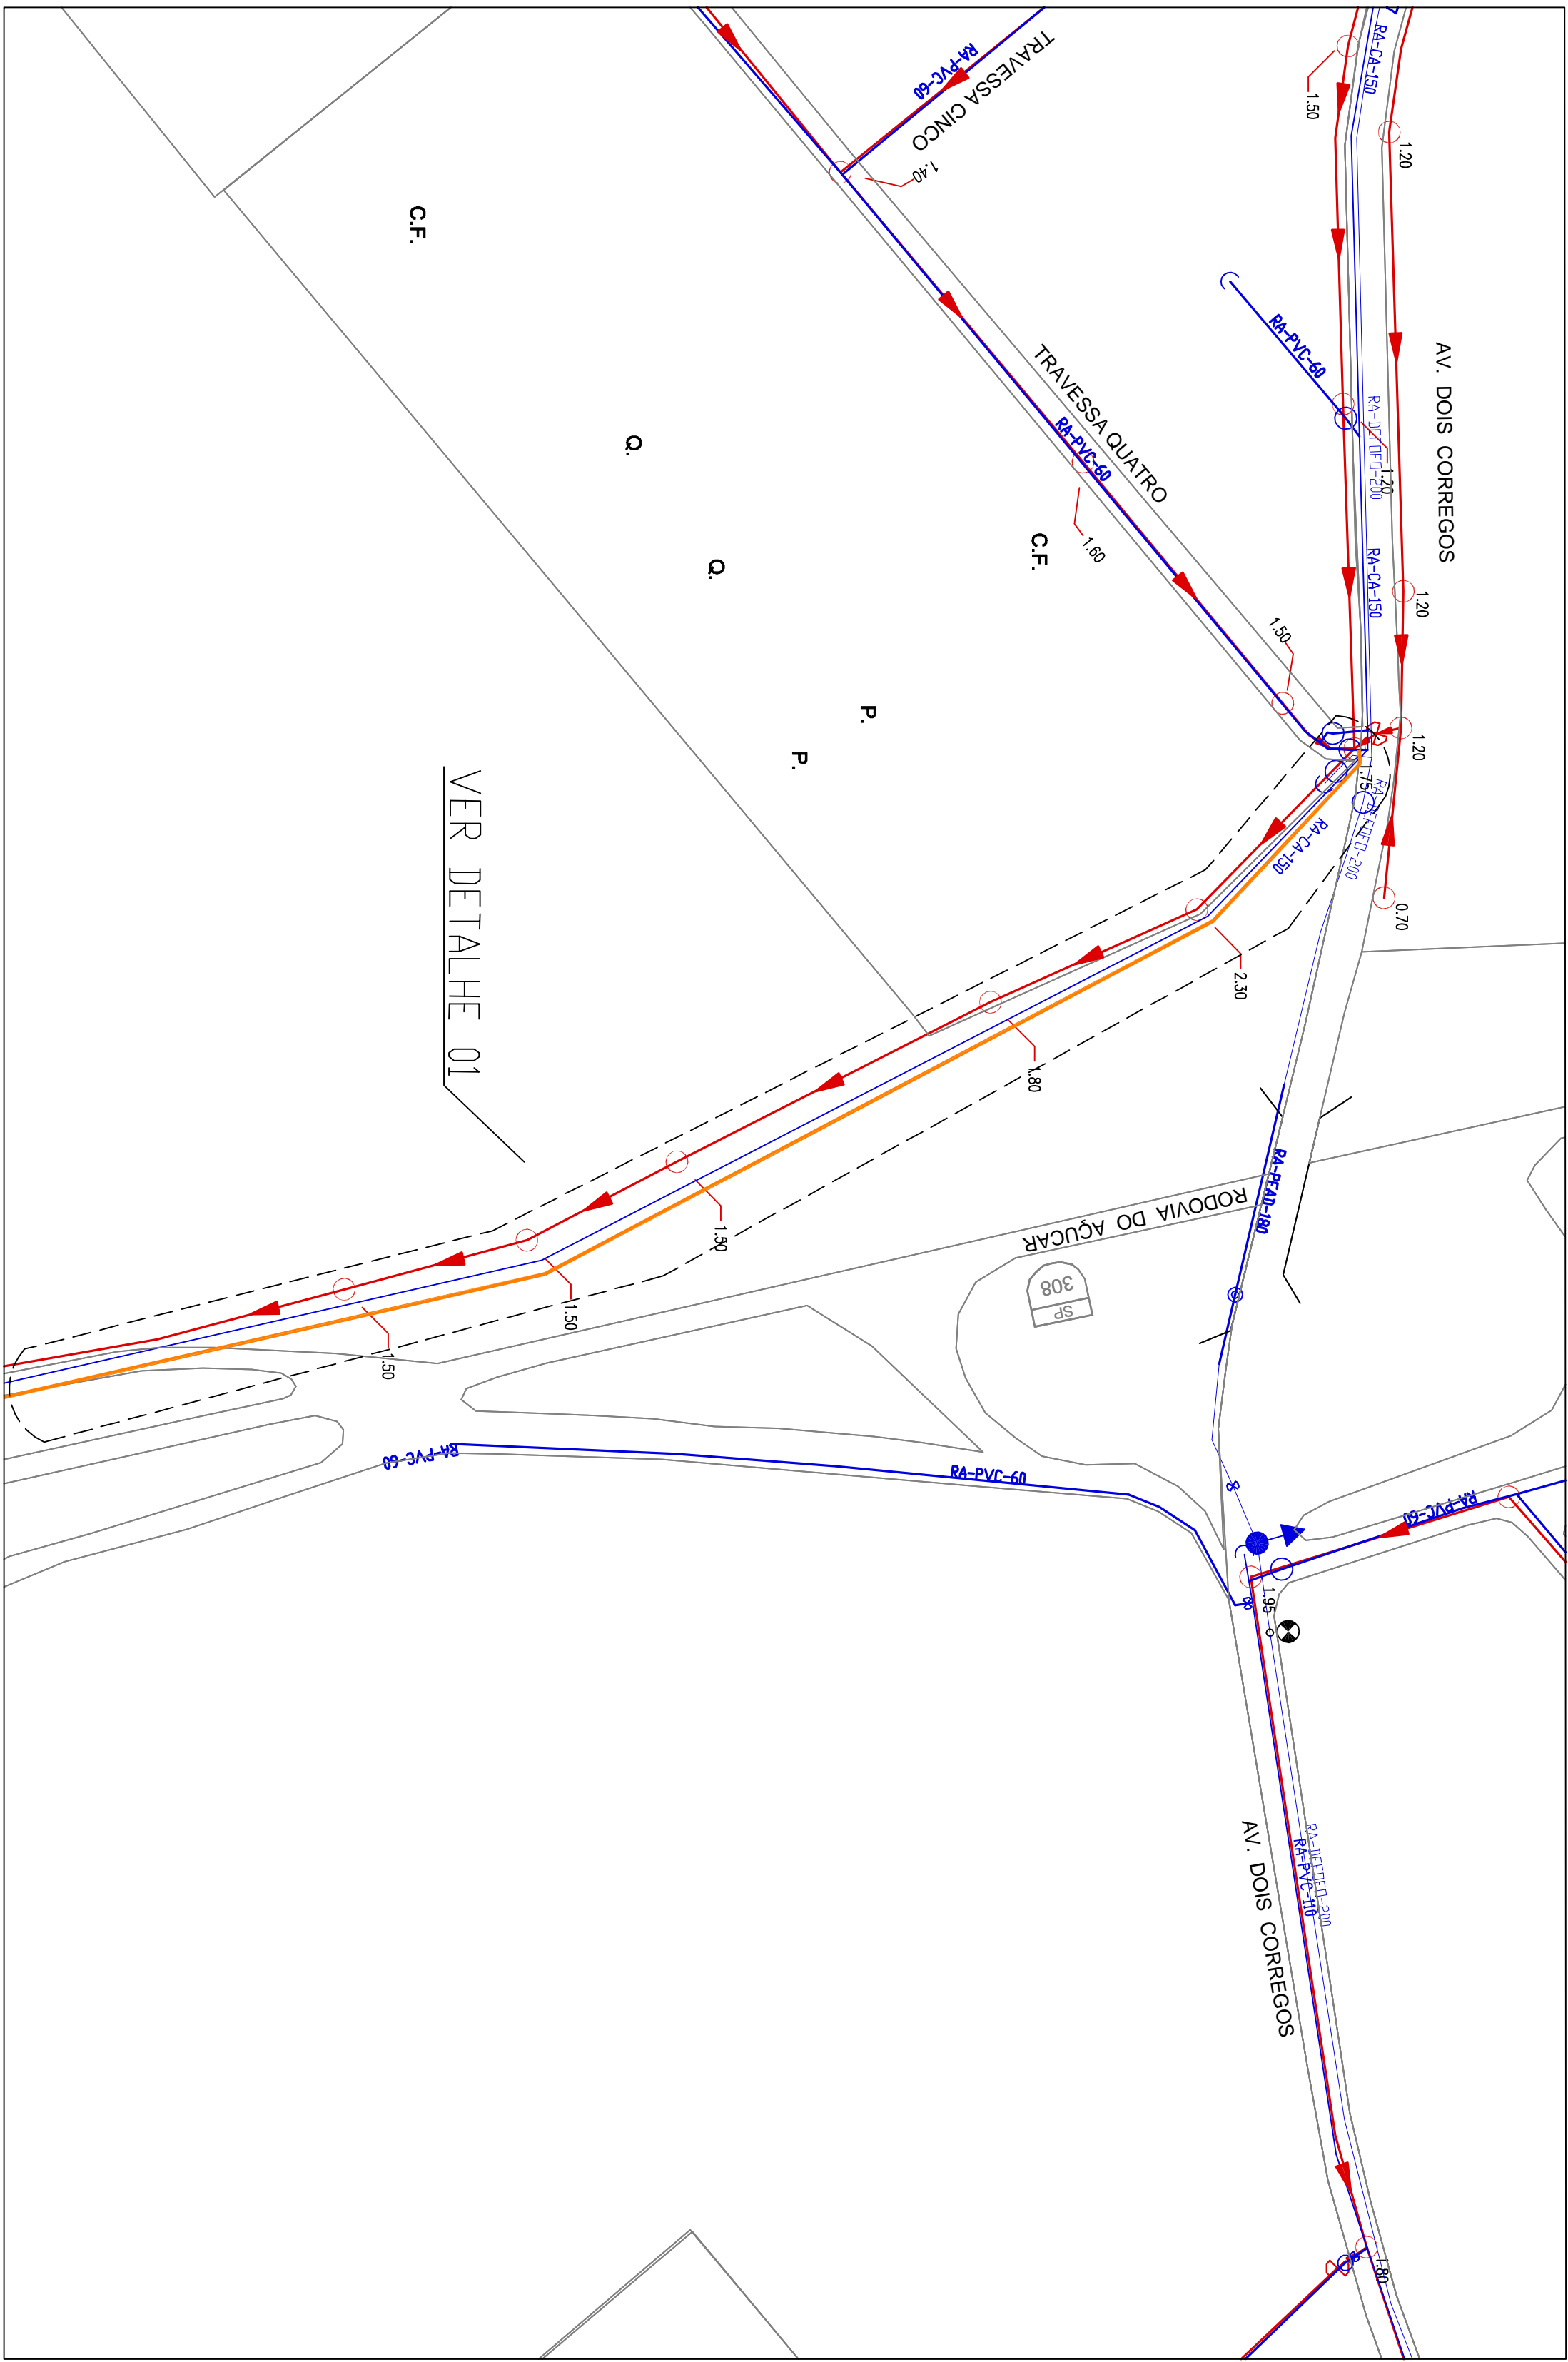 RA-CA-150
1.50
1.20
TRAVESSA CINCO
RA-PVC-60
1.40
C.F.
AV. DOIS CORREGOS
RA-PVC-60
RA-DEFOFO-200
1.20
TRAVESSA QUATRO
RA-PVC-60
Q.
1.60
C.F.
Q.
RA-CA-150
1.20
1.50
1.20
P.
P.
1.75
RA-DEFOFO-200
RA-CA-150
0.70
VER DETALHE 01
2.30
1.80
RA-PEAD-180
RODOVIA DO AÇUCAR
SP
308
1.50
1.50
1.50
RA-PVC-60
RA-PVC-60
RA-PVC-60
1.95
RA-DEFOFO-200
RA-PVC-110
AV. DOIS CORREGOS
1.80